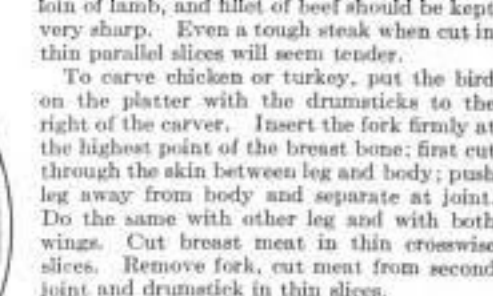 loin of lamb, and fillet of beef should be kept
very sharp. Even a tough steak when cut in
thin parallel slices will seem tender.
To carve chicken or turkey, put the bird
on the platter with the drumsticks to the
right of the carver. Insert the fork firmly at
the highest point of the breast bone; first cut
through the skin between leg and body; push
leg away from body and separate at joint.
Do the same with other leg and with both
wings. Cut breast meat in thin crosswise
slices. Remove fork, cut meat from second
joint and drumstick in thin slices.